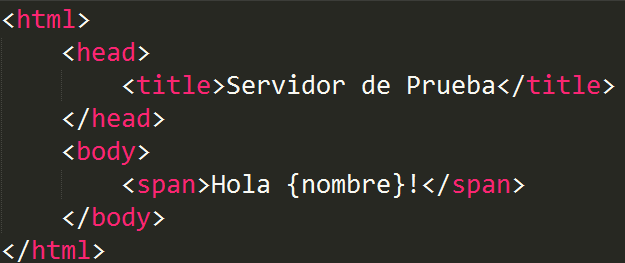 <html>
    <head>
        <title>Servidor de Prueba</title>
    </head>
    <body>
        <span>Hola {nombre}!</span>
    </body>
</html>